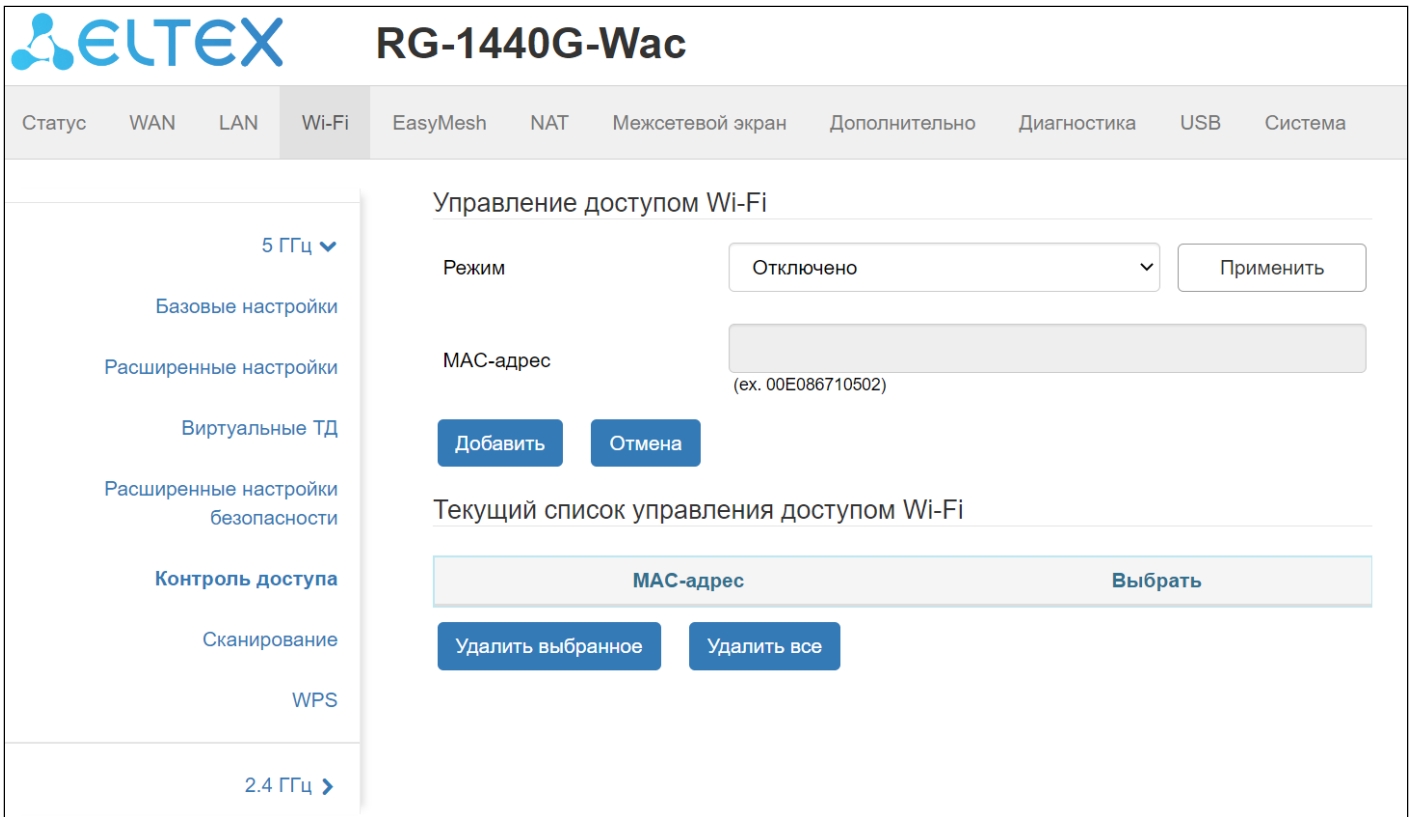 ELTEX RG-1440G-Wac
Статус WAN LAN Wi-Fi EasyMesh NAT Межсетевой экран Дополнительно Диагностика USB Система
5 ГГц
Базовые настройки
Расширенные настройки
Виртуальные ТД
Расширенные настройки
безопасности
Контроль доступа
Сканирование
WPS
2.4 ГГц
Управление доступом Wi-Fi
Режим Отключено Применить
MAC-адрес
(ex. 00E086710502)
Добавить Отмена
Текущий список управления доступом Wi-Fi
MAC-адрес Выбрать
Удалить выбранное Удалить все